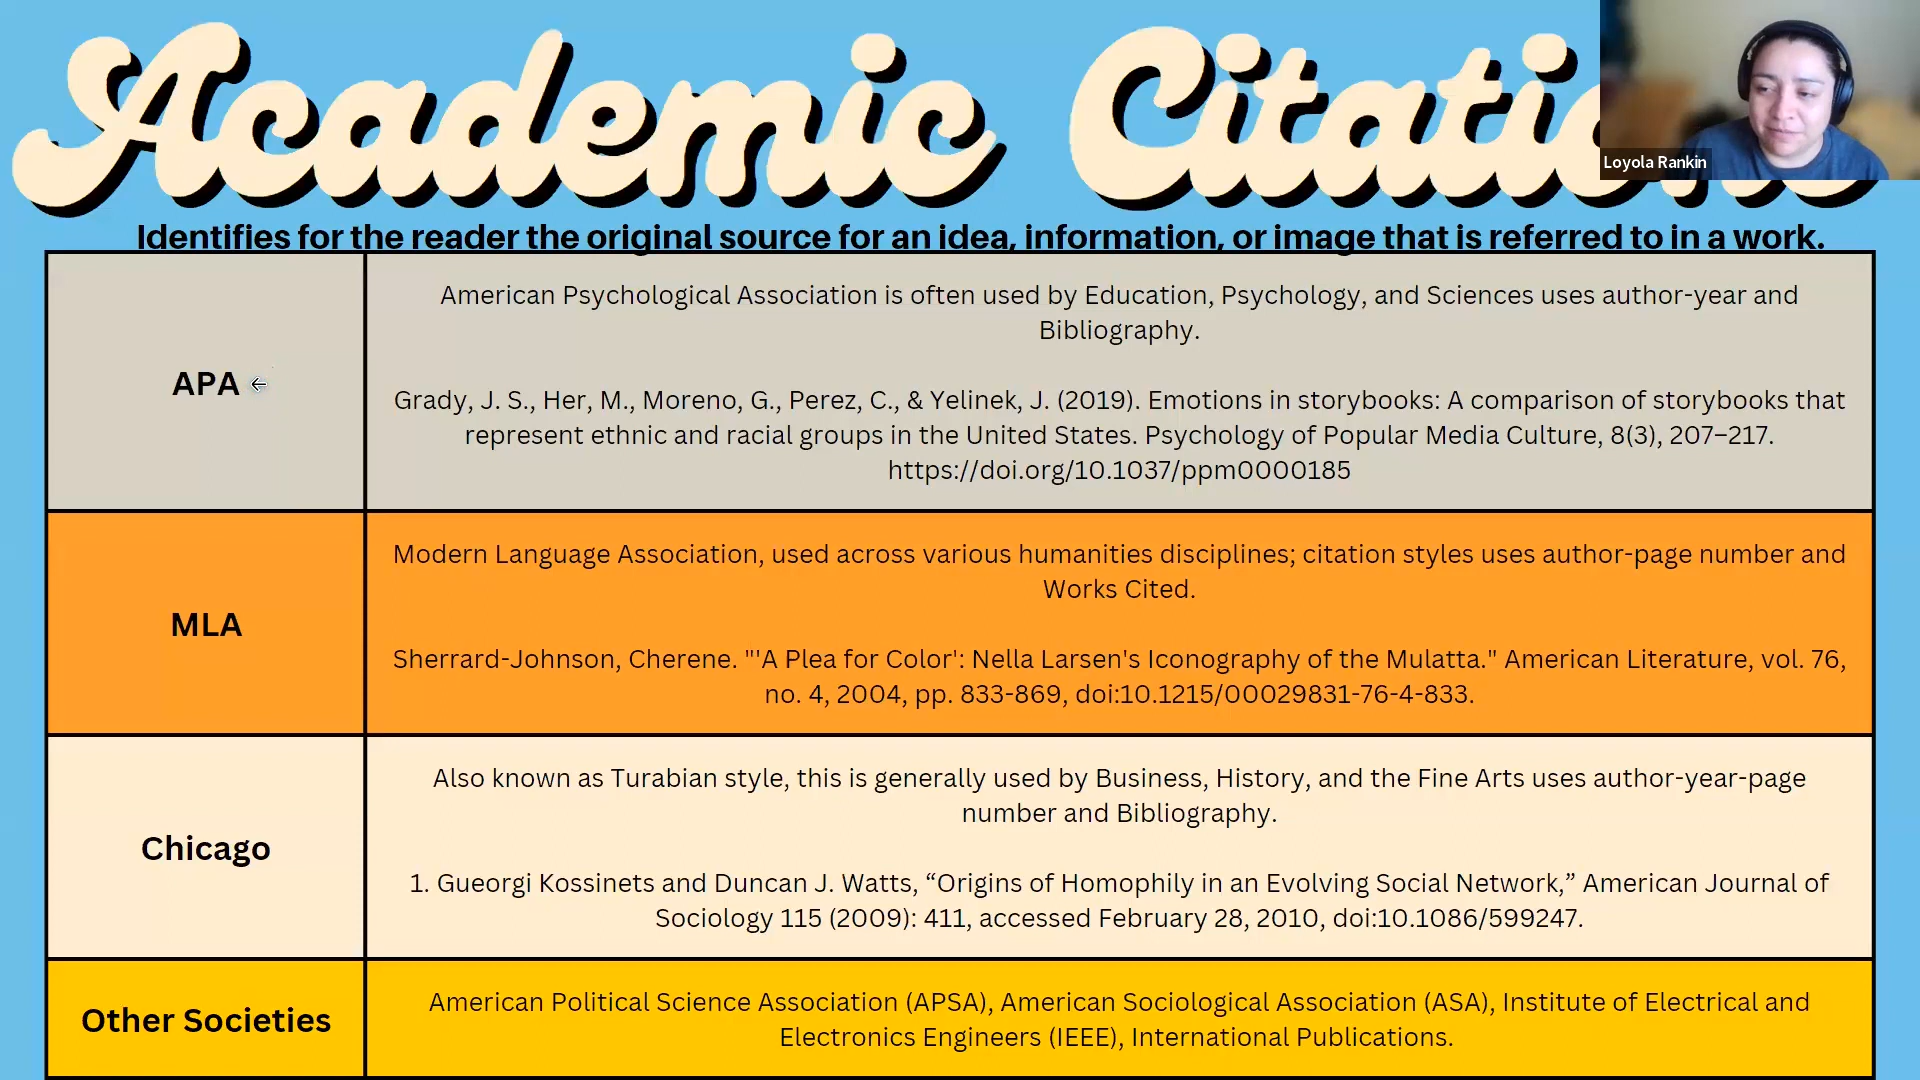 Academic Citations
Loyola Rankin
Identifies for the reader the original source for an idea, information, or image that is referred to in a work.
APA
American Psychological Association is often used by Education, Psychology, and Sciences uses author-year and
Bibliography.
Grady, J. S., Her, M., Moreno, G., Perez, C., & Yelinek, J. (2019). Emotions in storybooks: A comparison of storybooks that
represent ethnic and racial groups in the United States. Psychology of Popular Media Culture, 8(3), 207–217.
https://doi.org/10.1037/ppm0000185
MLA
Modern Language Association, used across various humanities disciplines; citation styles uses author-page number and
Works Cited.
Sherrard-Johnson, Cherene. "'A Plea for Color': Nella Larsen's Iconography of the Mulatta." American Literature, vol. 76,
no. 4, 2004, pp. 833-869, doi:10.1215/00029831-76-4-833.
Chicago
Also known as Turabian style, this is generally used by Business, History, and the Fine Arts uses author-year-page
number and Bibliography.
1. Gueorgi Kossinets and Duncan J. Watts, “Origins of Homophily in an Evolving Social Network,” American Journal of
Sociology 115 (2009): 411, accessed February 28, 2010, doi:10.1086/599247.
Other Societies
American Political Science Association (APSA), American Sociological Association (ASA), Institute of Electrical and
Electronics Engineers (IEEE), International Publications.